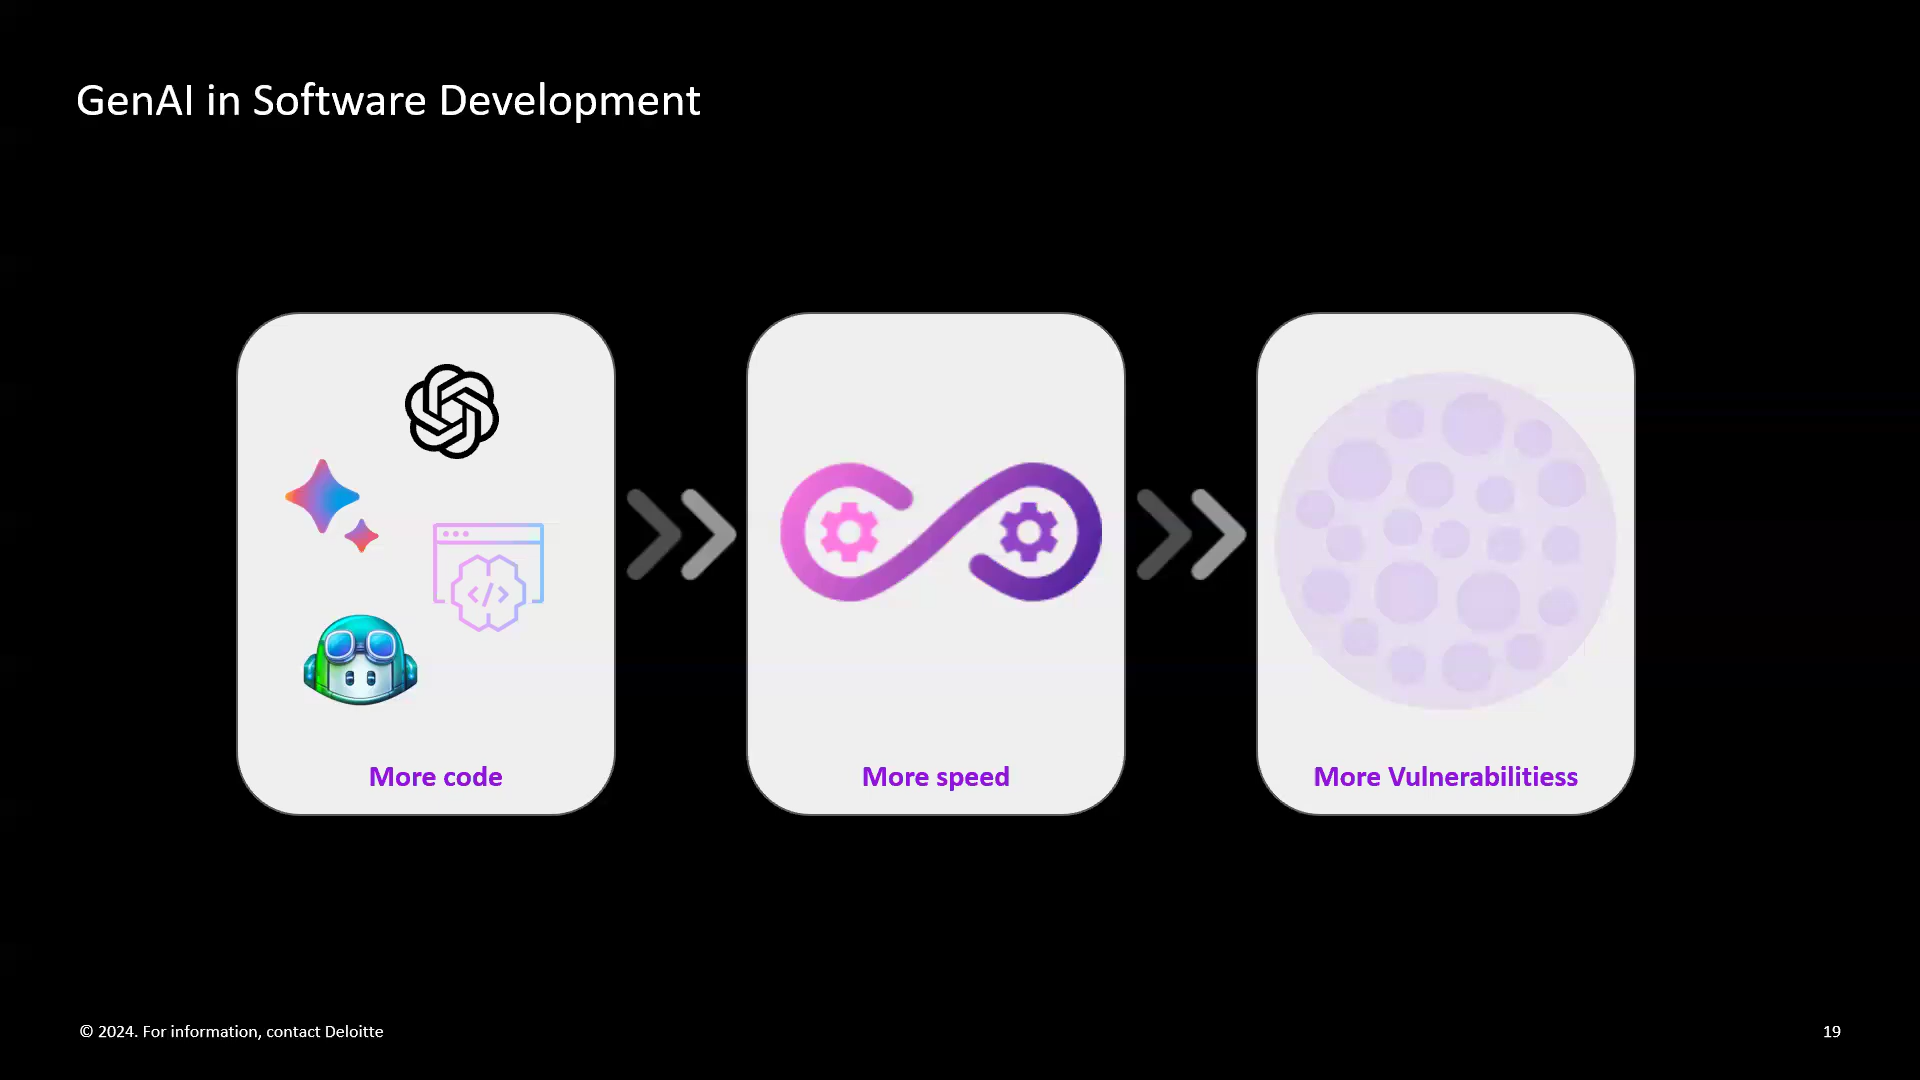 GenAI in Software Development
More code
More speed
More Vulnerabilitiess
© 2024. For information, contact Deloitte
19